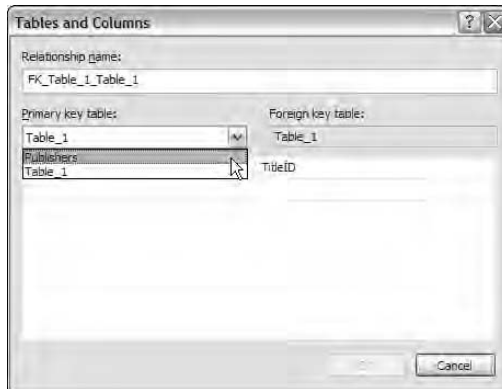 Tables and Columns
Relationship name:
FK_Table_1_Table_1
Primary key table:
Foreign key table:
Table_1
Table_1
Publishers
Table_1
TitleID
Cancel